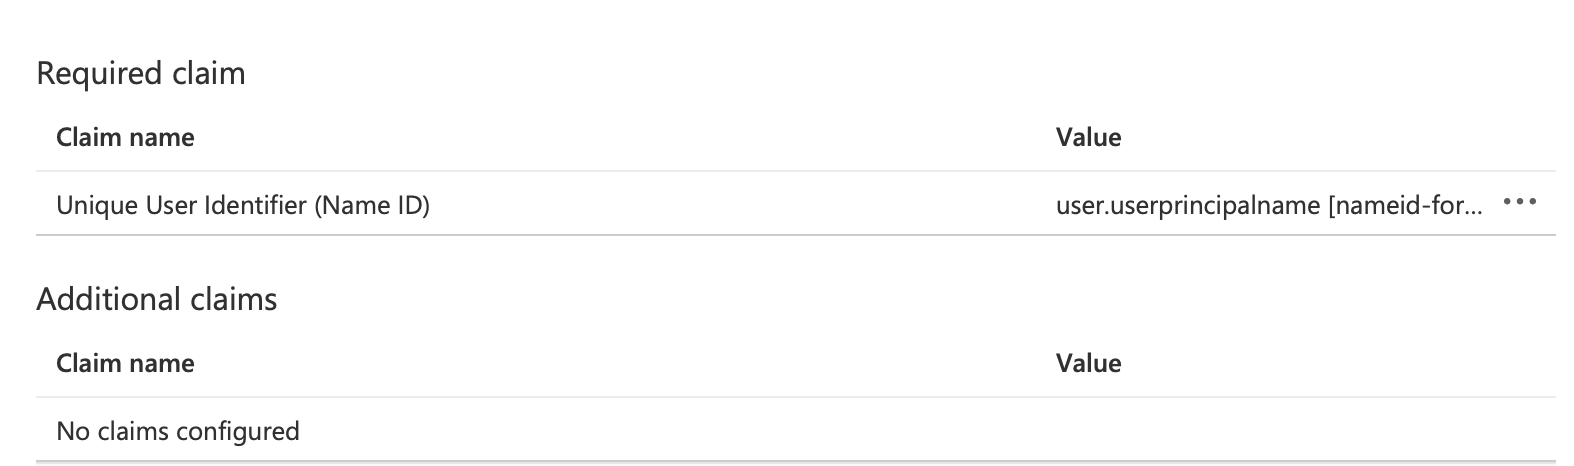 Required claim
Claim name Value
Unique User Identifier (Name ID) user.userprincipalname [nameid-for... •••
Additional claims
Claim name Value
No claims configured